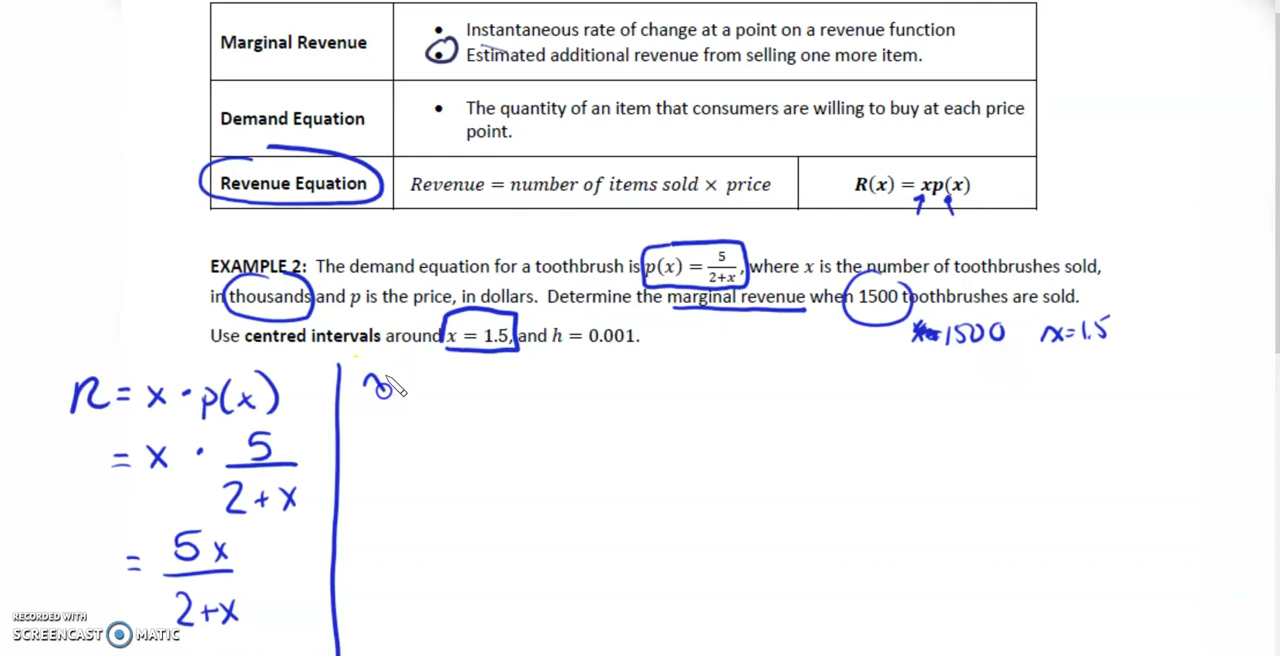 Marginal Revenue
• Instantaneous rate of change at a point on a revenue function
• Estimated additional revenue from selling one more item.
Demand Equation
• The quantity of an item that consumers are willing to buy at each price
point.
Revenue Equation
Revenue = number of items sold × price
R(x) = xp(x)
EXAMPLE 2: The demand equation for a toothbrush is p(x) = 5/(2+x), where x is the number of toothbrushes sold,
in thousands and p is the price, in dollars. Determine the marginal revenue when 1500 toothbrushes are sold.
Use centred intervals around x = 1.5, and h = 0.001.
1500 x=1.5
R = x · p(x)
= x · 5/(2+x)
= 5x/(2+x)
RECORDED WITH
SCREENCAST MATIC